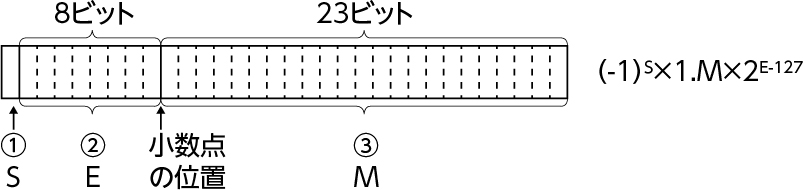 8ビット 23ビット
(-1)ˢ×1.M×2ᴱ⁻¹²⁷
① ② 小数点 ③
S E の位置 M